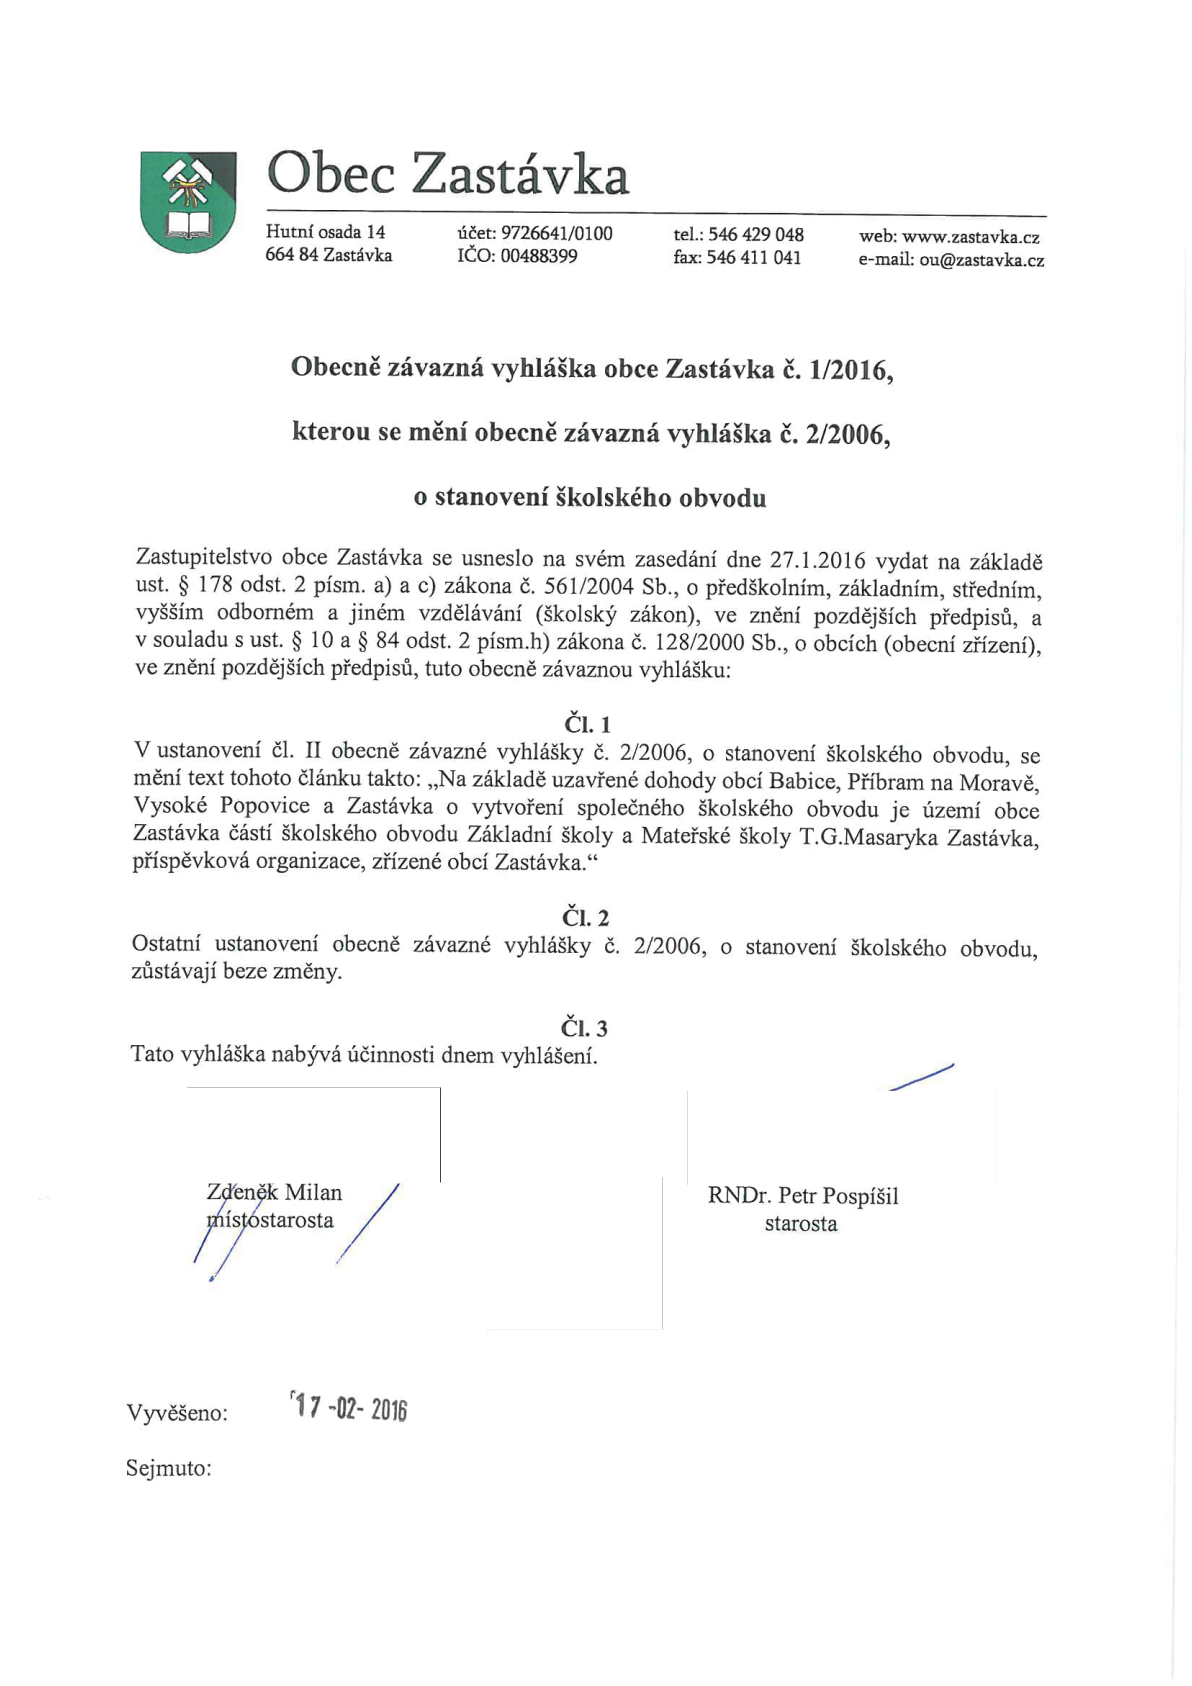 Obec Zastávka
Hutní osada 14 účet: 9726641/0100 tel.: 546 429 048 web: www.zastavka.cz
664 84 Zastávka IČO: 00488399 fax: 546 411 041 e-mail: ou@zastavka.cz
Obecně závazná vyhláška obce Zastávka č. 1/2016,
kterou se mění obecně závazná vyhláška č. 2/2006,
o stanovení školského obvodu
Zastupitelstvo obce Zastávka se usneslo na svém zasedání dne 27.1.2016 vydat na základě
ust. § 178 odst. 2 písm. a) a c) zákona č. 561/2004 Sb., o předškolním, základním, středním,
vyšším odborném a jiném vzdělávání (školský zákon), ve znění pozdějších předpisů, a
v souladu s ust. § 10 a § 84 odst. 2 písm.h) zákona č. 128/2000 Sb., o obcích (obecní zřízení),
ve znění pozdějších předpisů, tuto obecně závaznou vyhlášku:
Čl. 1
V ustanovení čl. II obecně závazné vyhlášky č. 2/2006, o stanovení školského obvodu, se
mění text tohoto článku takto: „Na základě uzavřené dohody obcí Babice, Příbram na Moravě,
Vysoké Popovice a Zastávka o vytvoření společného školského obvodu je území obce
Zastávka částí školského obvodu Základní školy a Mateřské školy T.G.Masaryka Zastávka,
příspěvková organizace, zřízené obcí Zastávka.“
Čl. 2
Ostatní ustanovení obecně závazné vyhlášky č. 2/2006, o stanovení školského obvodu,
zůstávají beze změny.
Čl. 3
Tato vyhláška nabývá účinnosti dnem vyhlášení.
Zdeněk Milan RNDr. Petr Pospíšil
místostarosta starosta
Vyvěšeno: 17 -02- 2016
Sejmuto: